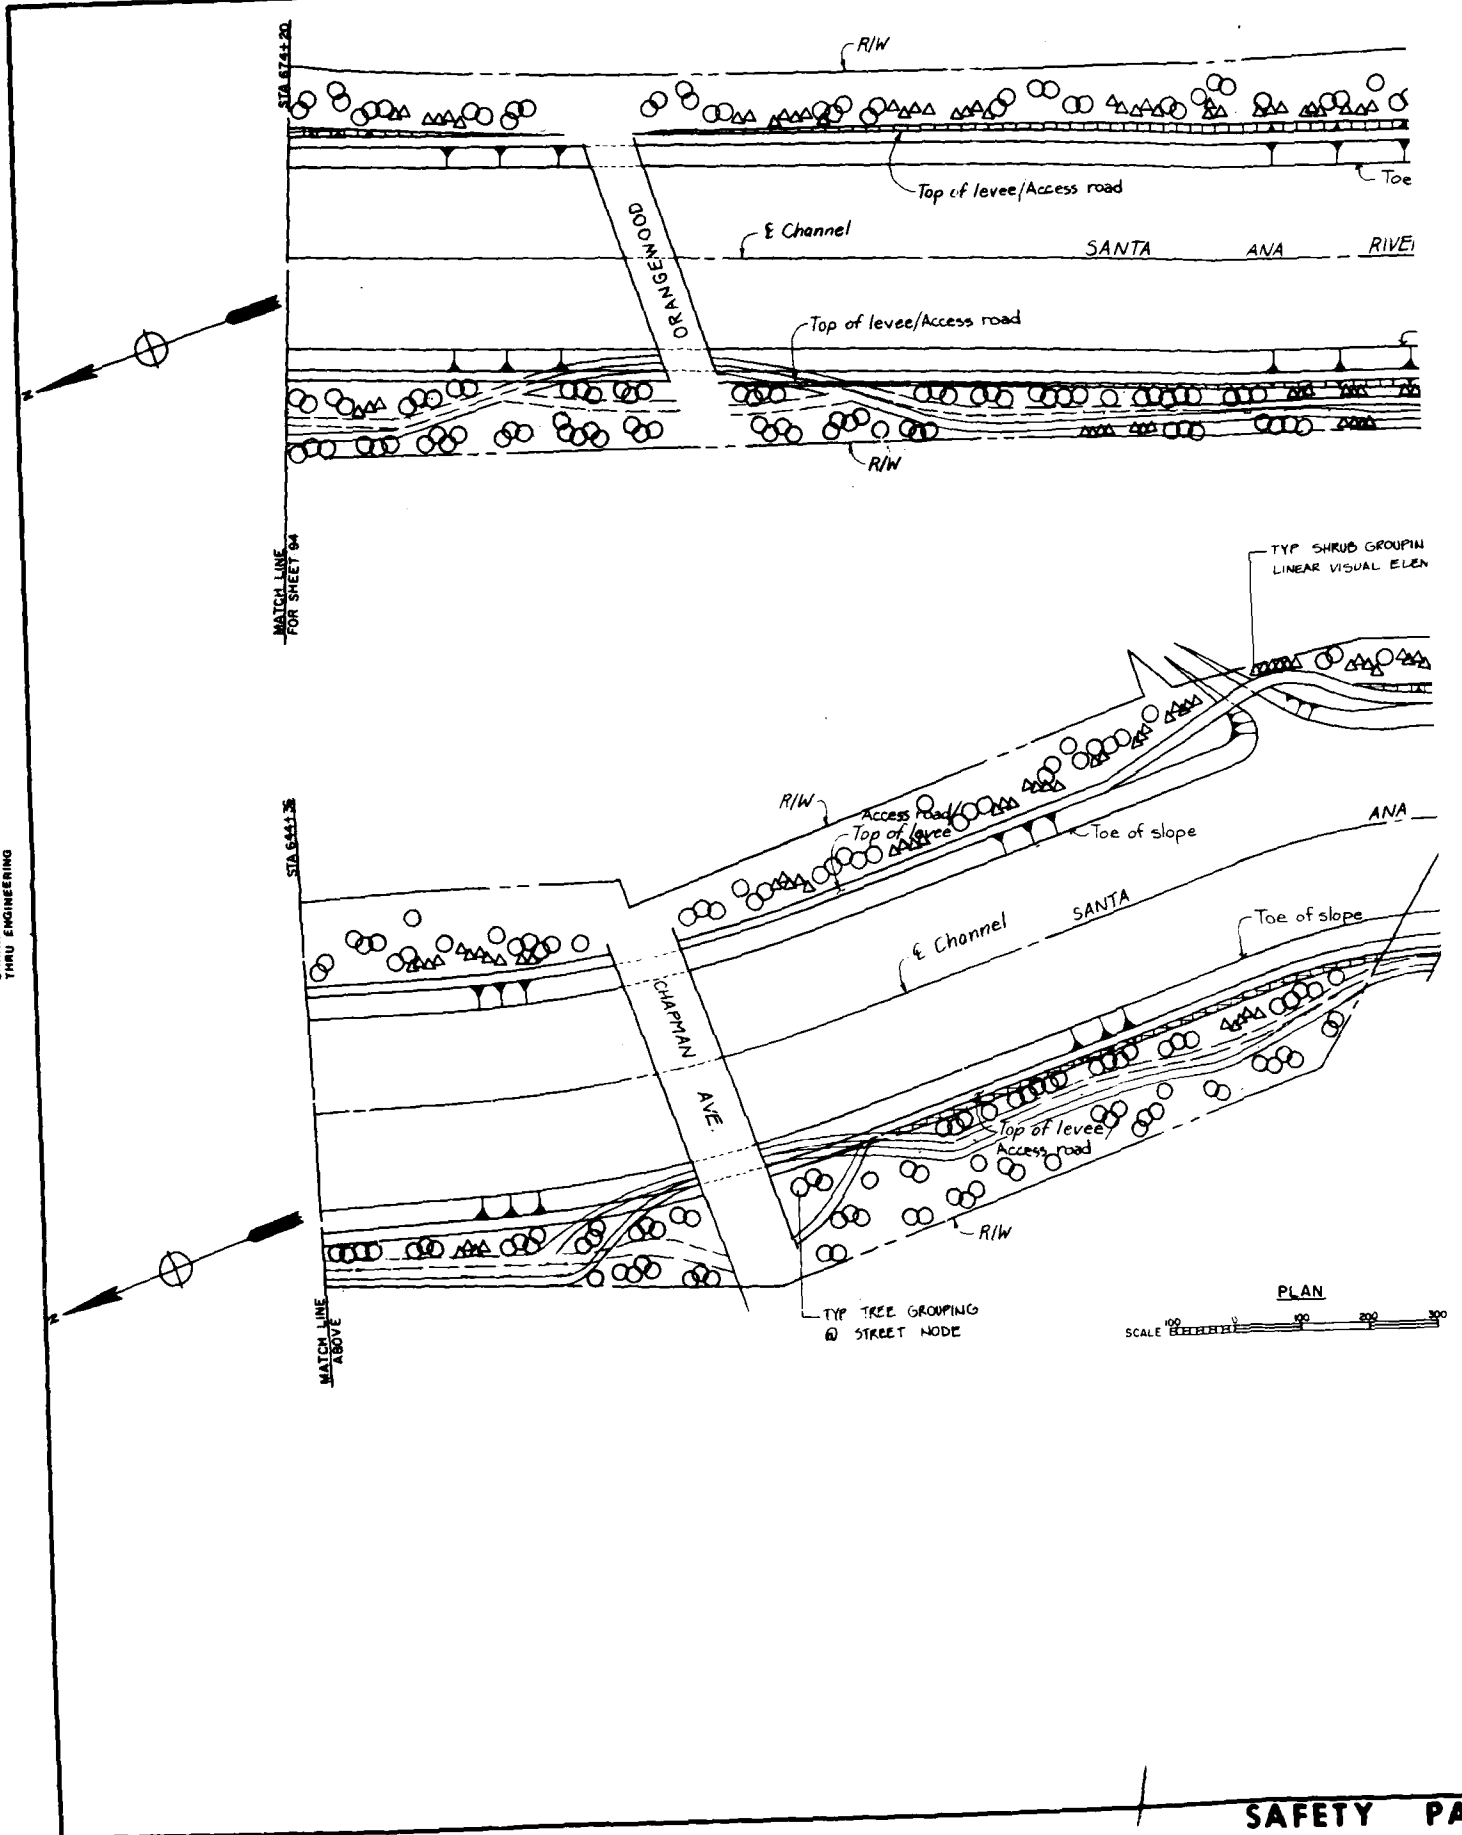 STA 674+20
R/W
Top of levee/Access road
Toe
ORANGEWOOD
℄ Channel
SANTA ANA RIVE
Top of levee/Access road
N
R/W
MATCH LINE
FOR SHEET 94
TYP SHRUB GROUPIN
LINEAR VISUAL ELEM
STA 644+36
R/W
Access road/
Top of levee
Toe of slope
ANA
SANTA
℄ Channel
Toe of slope
THRU ENGINEERING
CHAPMAN
AVE.
Top of levee/
Access road
R/W
N
MATCH LINE
ABOVE
TYP TREE GROUPING
@ STREET NODE
PLAN
SCALE 100 0 100 200 300
SAFETY PA